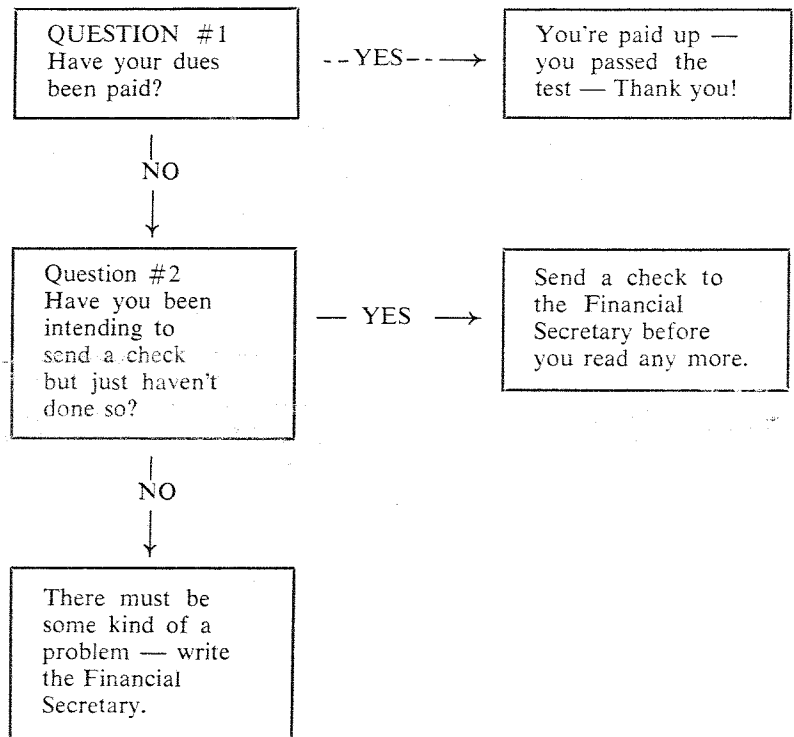 QUESTION #1
Have your dues
been paid?
--YES--
You're paid up —
you passed the
test — Thank you!
NO
Question #2
Have you been
intending to
send a check
but just haven't
done so?
— YES
Send a check to
the Financial
Secretary before
you read any more.
NO
There must be
some kind of a
problem — write
the Financial
Secretary.